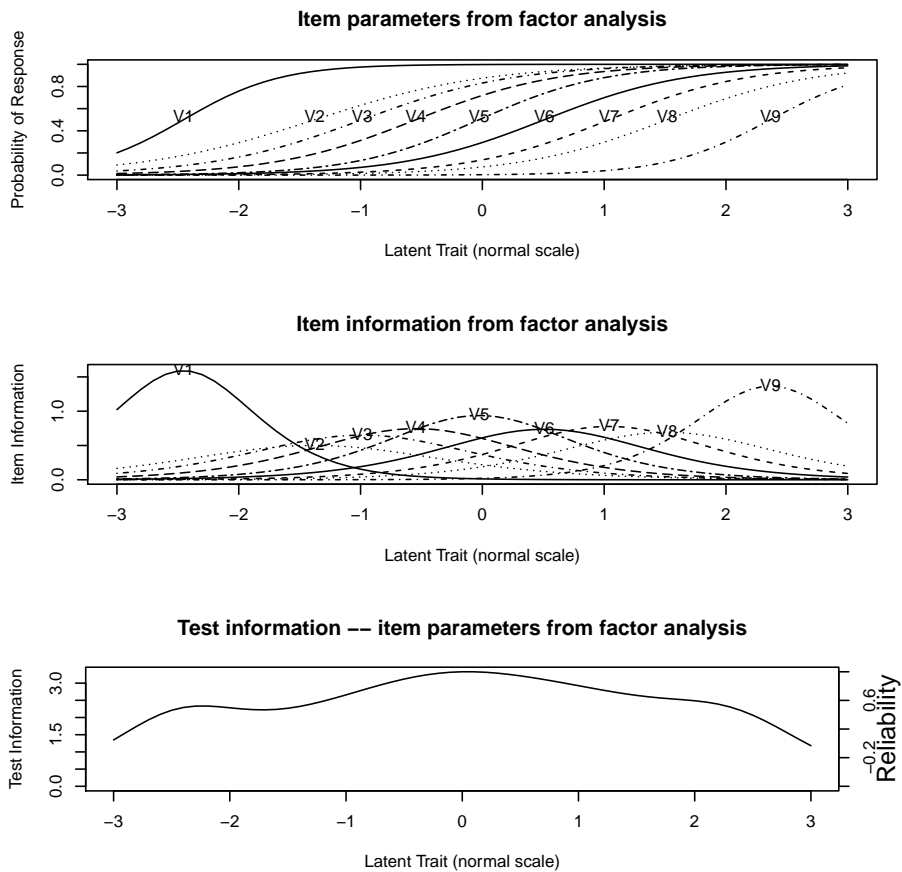 Item parameters from factor analysis
Probability of Response
0.0 0.4 0.8
V1 V2 V3 V4 V5 V6 V7 V8 V9
−3 −2 −1 0 1 2 3
Latent Trait (normal scale)
Item information from factor analysis
Item Information
0.0 1.0
V1 V2 V3 V4 V5 V6 V7 V8 V9
−3 −2 −1 0 1 2 3
Latent Trait (normal scale)
Test information −− item parameters from factor analysis
Test Information
0.0 1.5 3.0
−0.2 0.6
Reliability
−3 −2 −1 0 1 2 3
Latent Trait (normal scale)